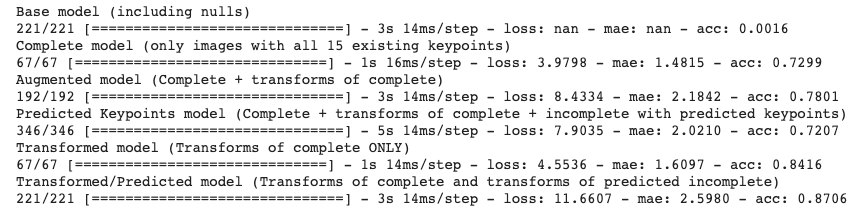 Base model (including nulls)
221/221 [==============================] - 3s 14ms/step - loss: nan - mae: nan - acc: 0.0016
Complete model (only images with all 15 existing keypoints)
67/67 [==============================] - 1s 16ms/step - loss: 3.9798 - mae: 1.4815 - acc: 0.7299
Augmented model (Complete + transforms of complete)
192/192 [==============================] - 3s 14ms/step - loss: 8.4334 - mae: 2.1842 - acc: 0.7801
Predicted Keypoints model (Complete + transforms of complete + incomplete with predicted keypoints)
346/346 [==============================] - 5s 14ms/step - loss: 7.9035 - mae: 2.0210 - acc: 0.7207
Transformed model (Transforms of complete ONLY)
67/67 [==============================] - 1s 14ms/step - loss: 4.5536 - mae: 1.6097 - acc: 0.8416
Transformed/Predicted model (Transforms of complete and transforms of predicted incomplete)
221/221 [==============================] - 3s 14ms/step - loss: 11.6607 - mae: 2.5980 - acc: 0.8706